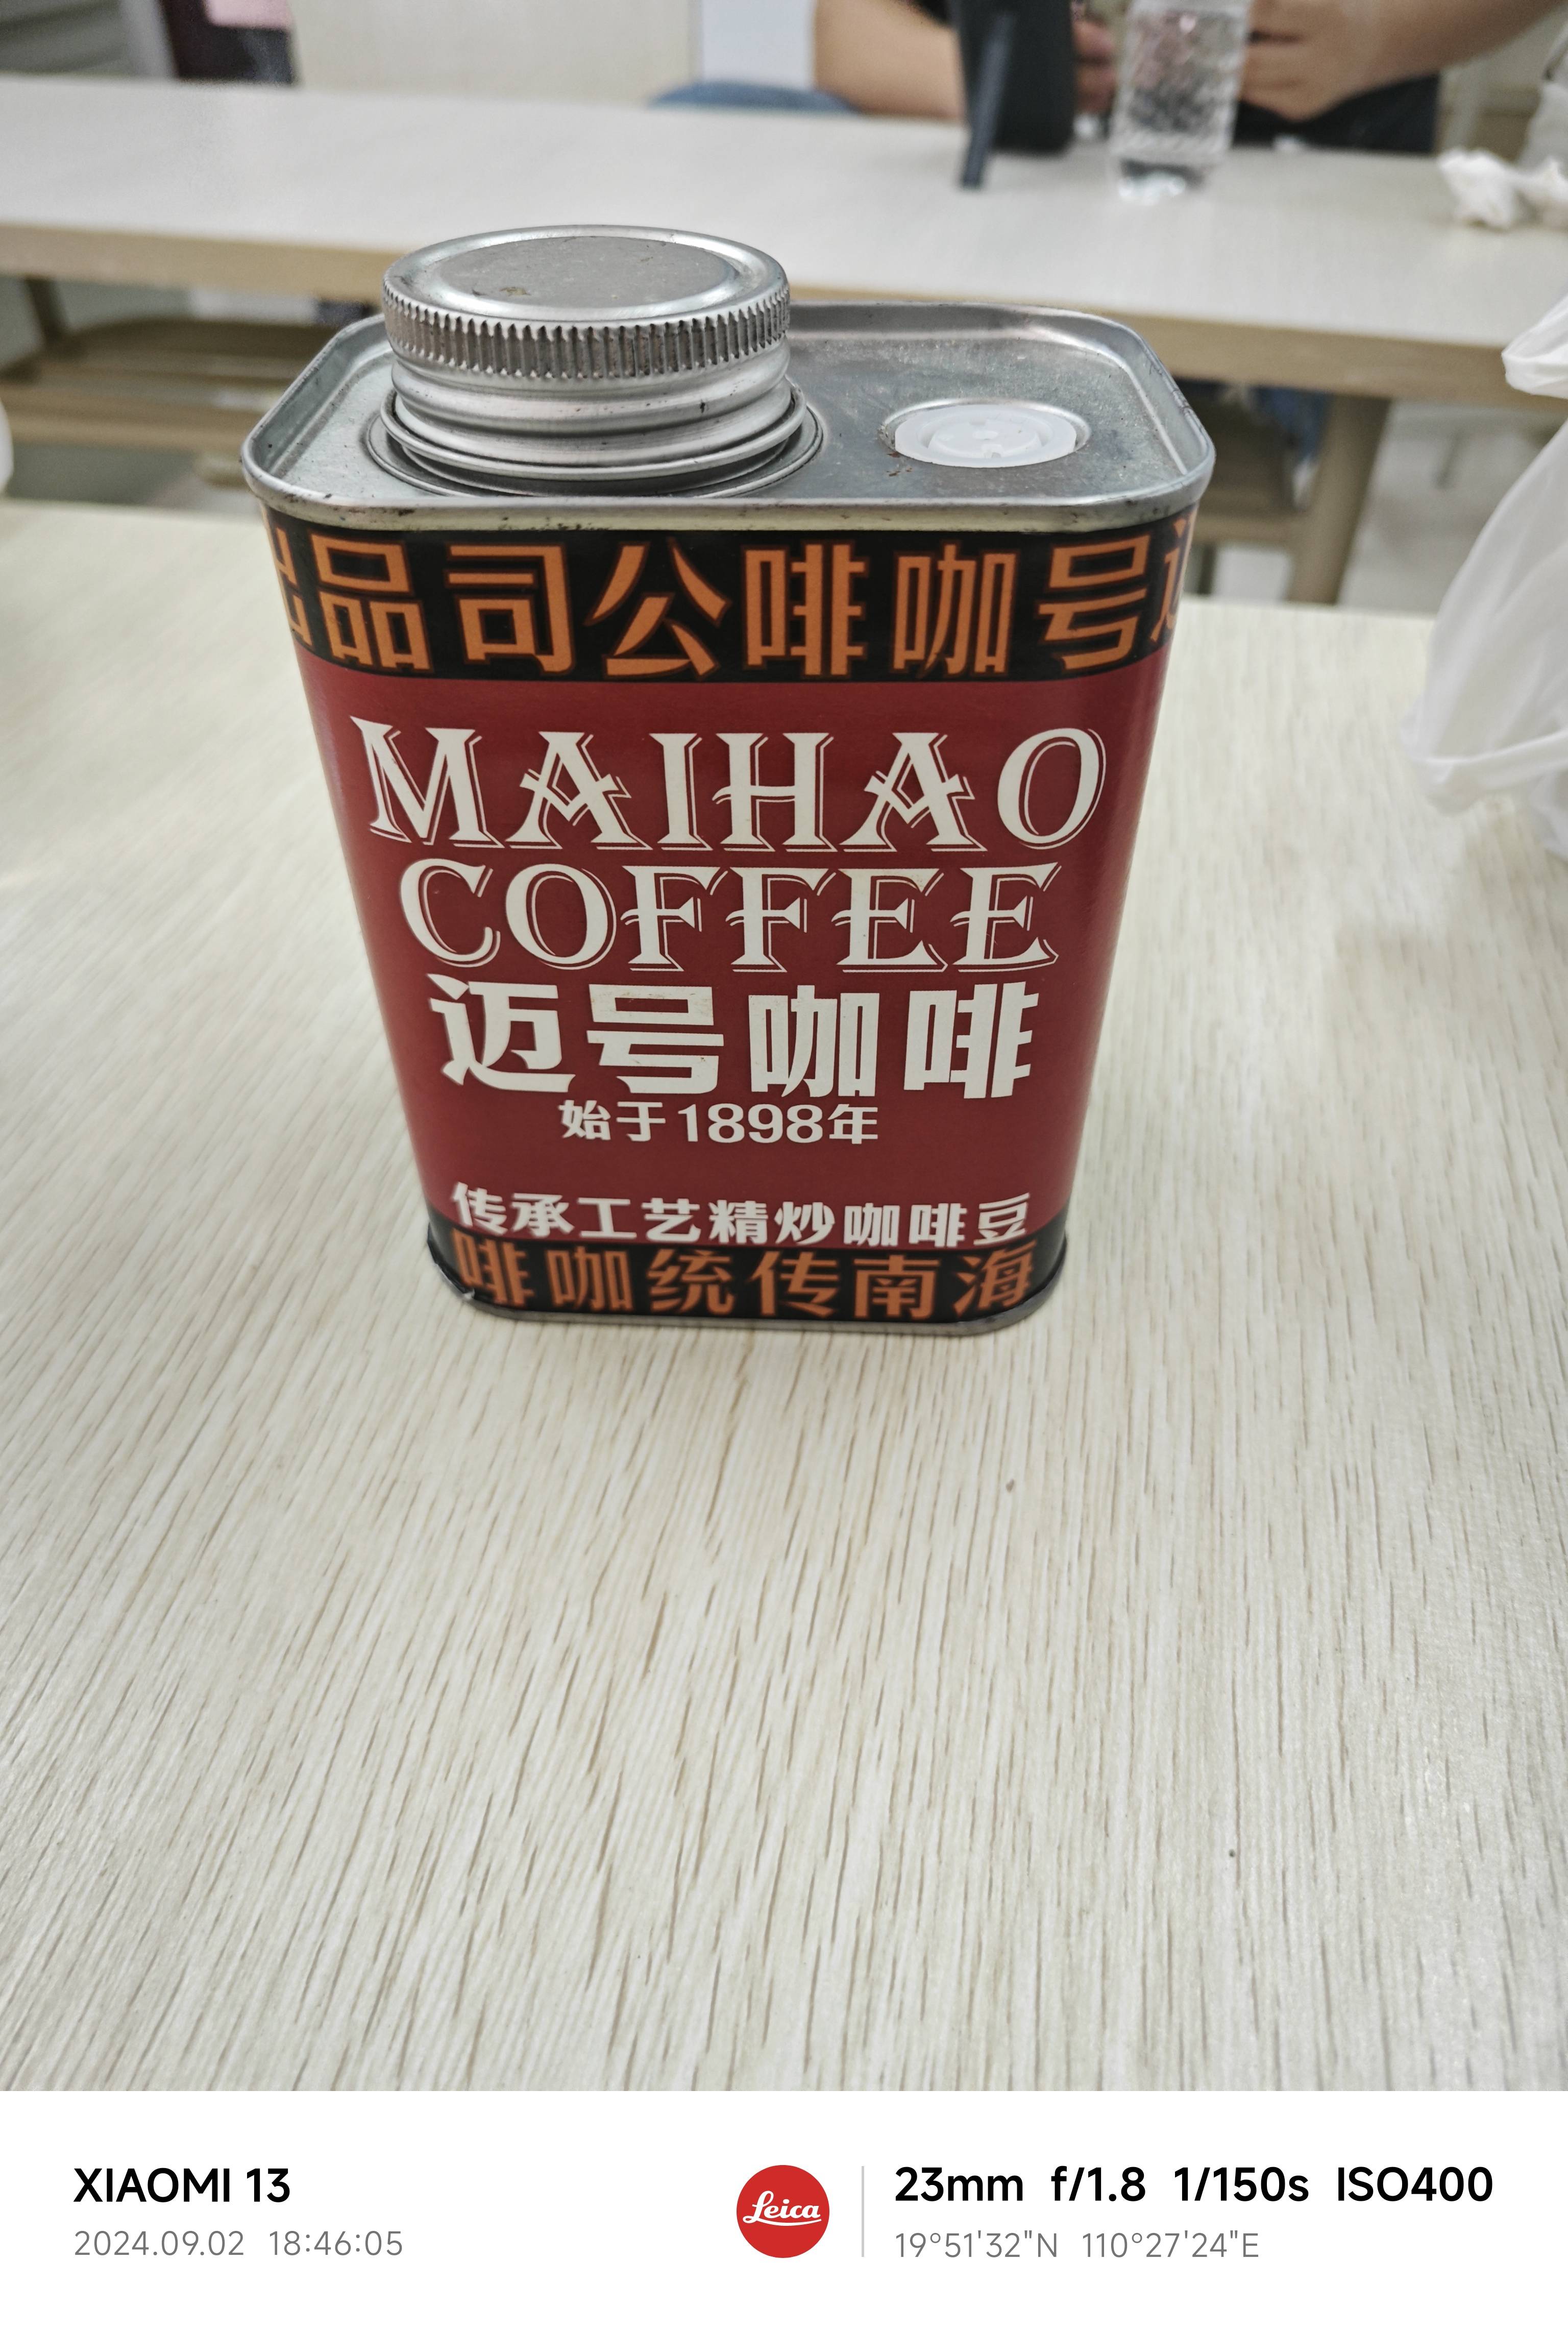 迈号咖啡公司品出
MAIHAO
COFFEE
迈号咖啡
始于1898年
传承工艺精炒咖啡豆
海南传统咖啡
XIAOMI 13
2024.09.02 18:46:05
Leica
23mm f/1.8 1/150s ISO400
19°51'32"N 110°27'24"E